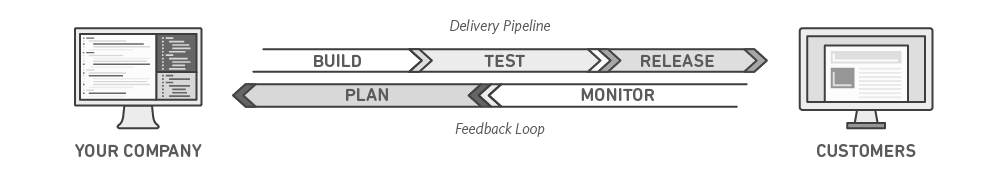 Delivery Pipeline
BUILD TEST RELEASE
PLAN MONITOR
Feedback Loop
YOUR COMPANY CUSTOMERS